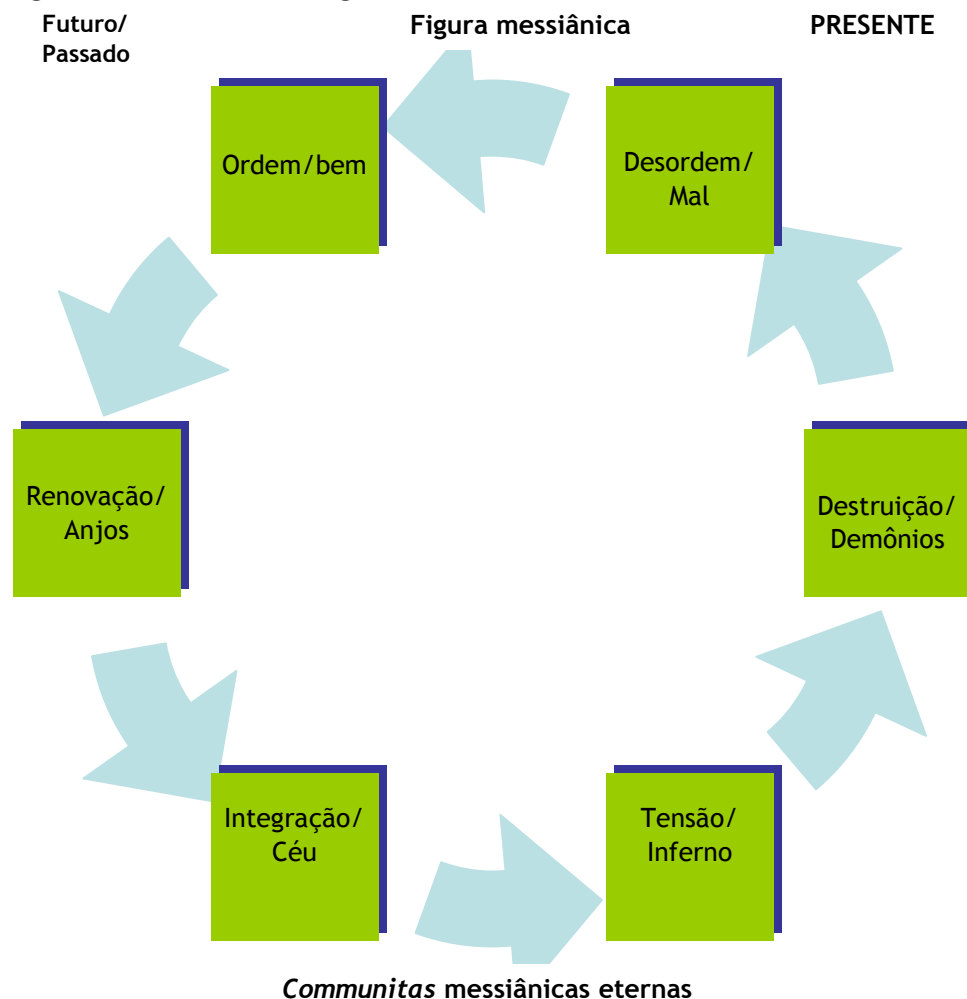 Futuro/
Passado
Figura messiânica
PRESENTE
Ordem/bem
Desordem/
Mal
Renovação/
Anjos
Destruição/
Demônios
Integração/
Céu
Tensão/
Inferno
Communitas messiânicas eternas